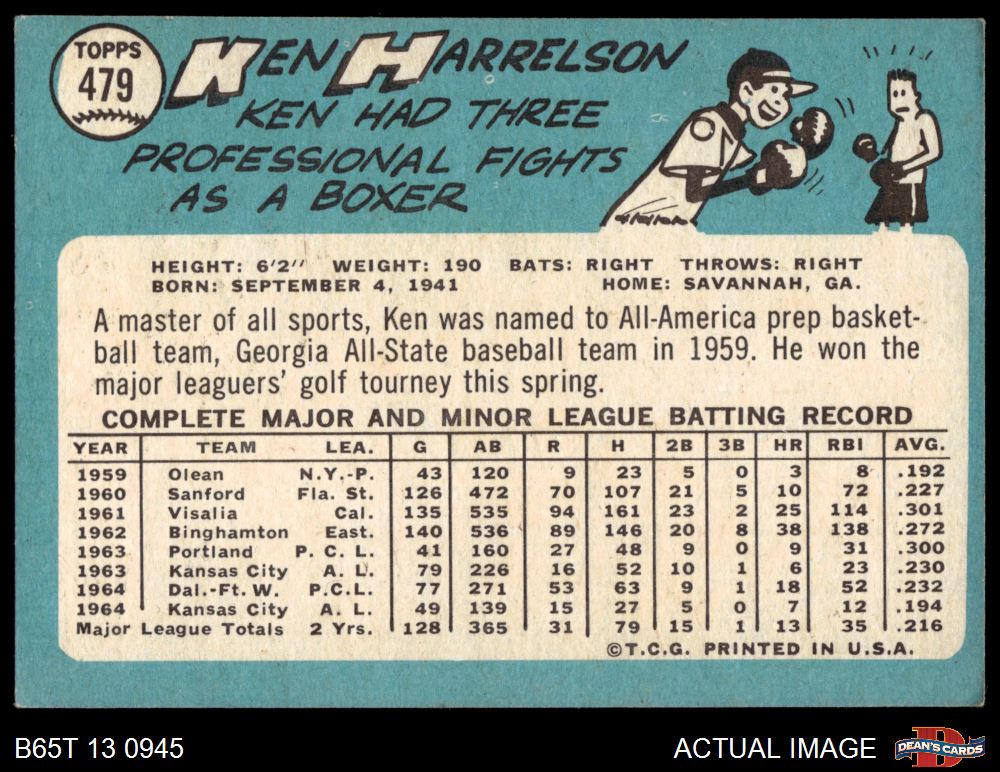 TOPPS
479
KEN HARRELSON
KEN HAD THREE
PROFESSIONAL FIGHTS
AS A BOXER
HEIGHT: 6'2" WEIGHT: 190 BATS: RIGHT THROWS: RIGHT
BORN: SEPTEMBER 4, 1941 HOME: SAVANNAH, GA.
A master of all sports, Ken was named to All-America prep basket-
ball team, Georgia All-State baseball team in 1959. He won the
major leaguers' golf tourney this spring.
COMPLETE MAJOR AND MINOR LEAGUE BATTING RECORD
YEAR TEAM LEA. G AB R H 2B 3B HR RBI AVG.
1959 Olean N.Y.-P. 43 120 9 23 5 0 3 8 .192
1960 Sanford Fla. St. 126 472 70 107 21 5 10 72 .227
1961 Visalia Cal. 135 535 94 161 23 2 25 114 .301
1962 Binghamton East. 140 536 89 146 20 8 38 138 .272
1963 Portland P. C. L. 41 160 27 48 9 0 9 31 .300
1963 Kansas City A. L. 79 226 16 52 10 1 6 23 .230
1964 Dal.-Ft. W. P.C.L. 77 271 53 63 9 1 18 52 .232
1964 Kansas City A. L. 49 139 15 27 5 0 7 12 .194
Major League Totals 2 Yrs. 128 365 31 79 15 1 13 35 .216
©T.C.G. PRINTED IN U.S.A.
B65T 13 0945 ACTUAL IMAGE D DEAN'S CARDS